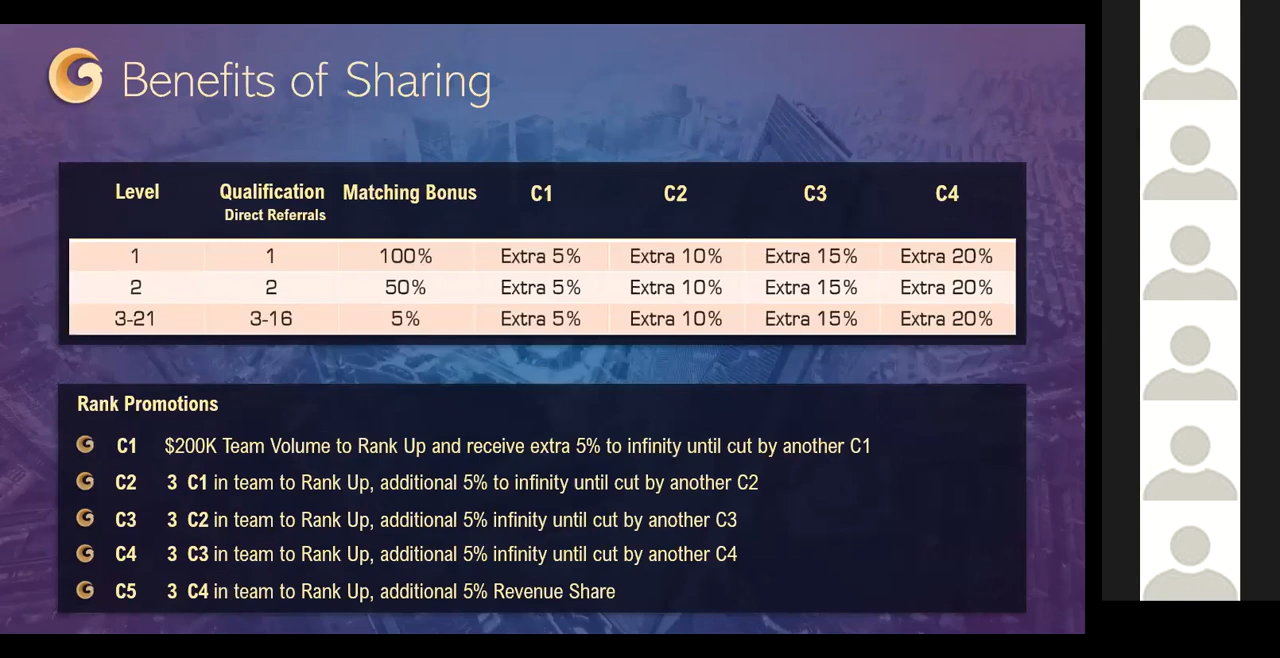 Benefits of Sharing
Level Qualification Matching Bonus C1 C2 C3 C4
Direct Referrals
1 1 100% Extra 5% Extra 10% Extra 15% Extra 20%
2 2 50% Extra 5% Extra 10% Extra 15% Extra 20%
3-21 3-16 5% Extra 5% Extra 10% Extra 15% Extra 20%
Rank Promotions
C1 $200K Team Volume to Rank Up and receive extra 5% to infinity until cut by another C1
C2 3 C1 in team to Rank Up, additional 5% to infinity until cut by another C2
C3 3 C2 in team to Rank Up, additional 5% infinity until cut by another C3
C4 3 C3 in team to Rank Up, additional 5% infinity until cut by another C4
C5 3 C4 in team to Rank Up, additional 5% Revenue Share